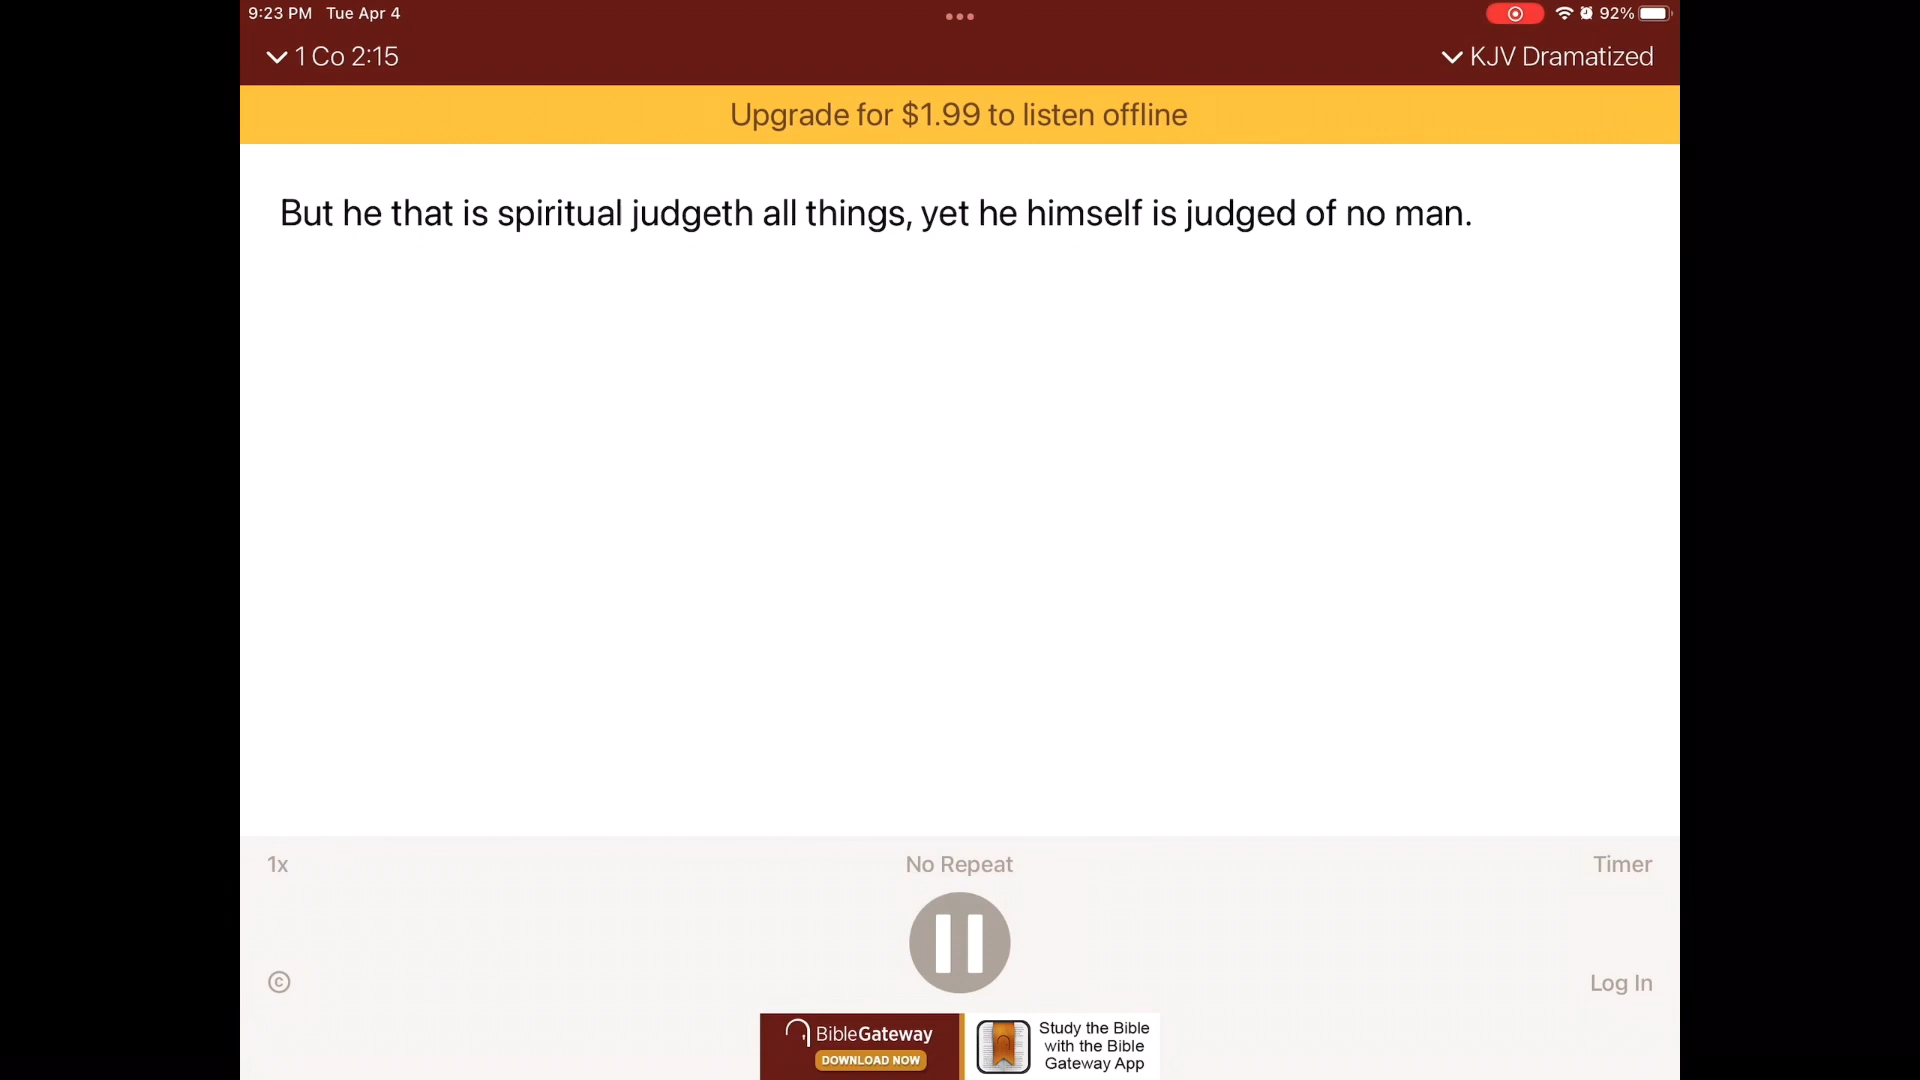 9:23 PM Tue Apr 4
92%
1 Co 2:15
KJV Dramatized
Upgrade for $1.99 to listen offline
But he that is spiritual judgeth all things, yet he himself is judged of no man.
1x
No Repeat
Timer
©
Log In
BibleGateway
DOWNLOAD NOW
Study the Bible
with the Bible
Gateway App